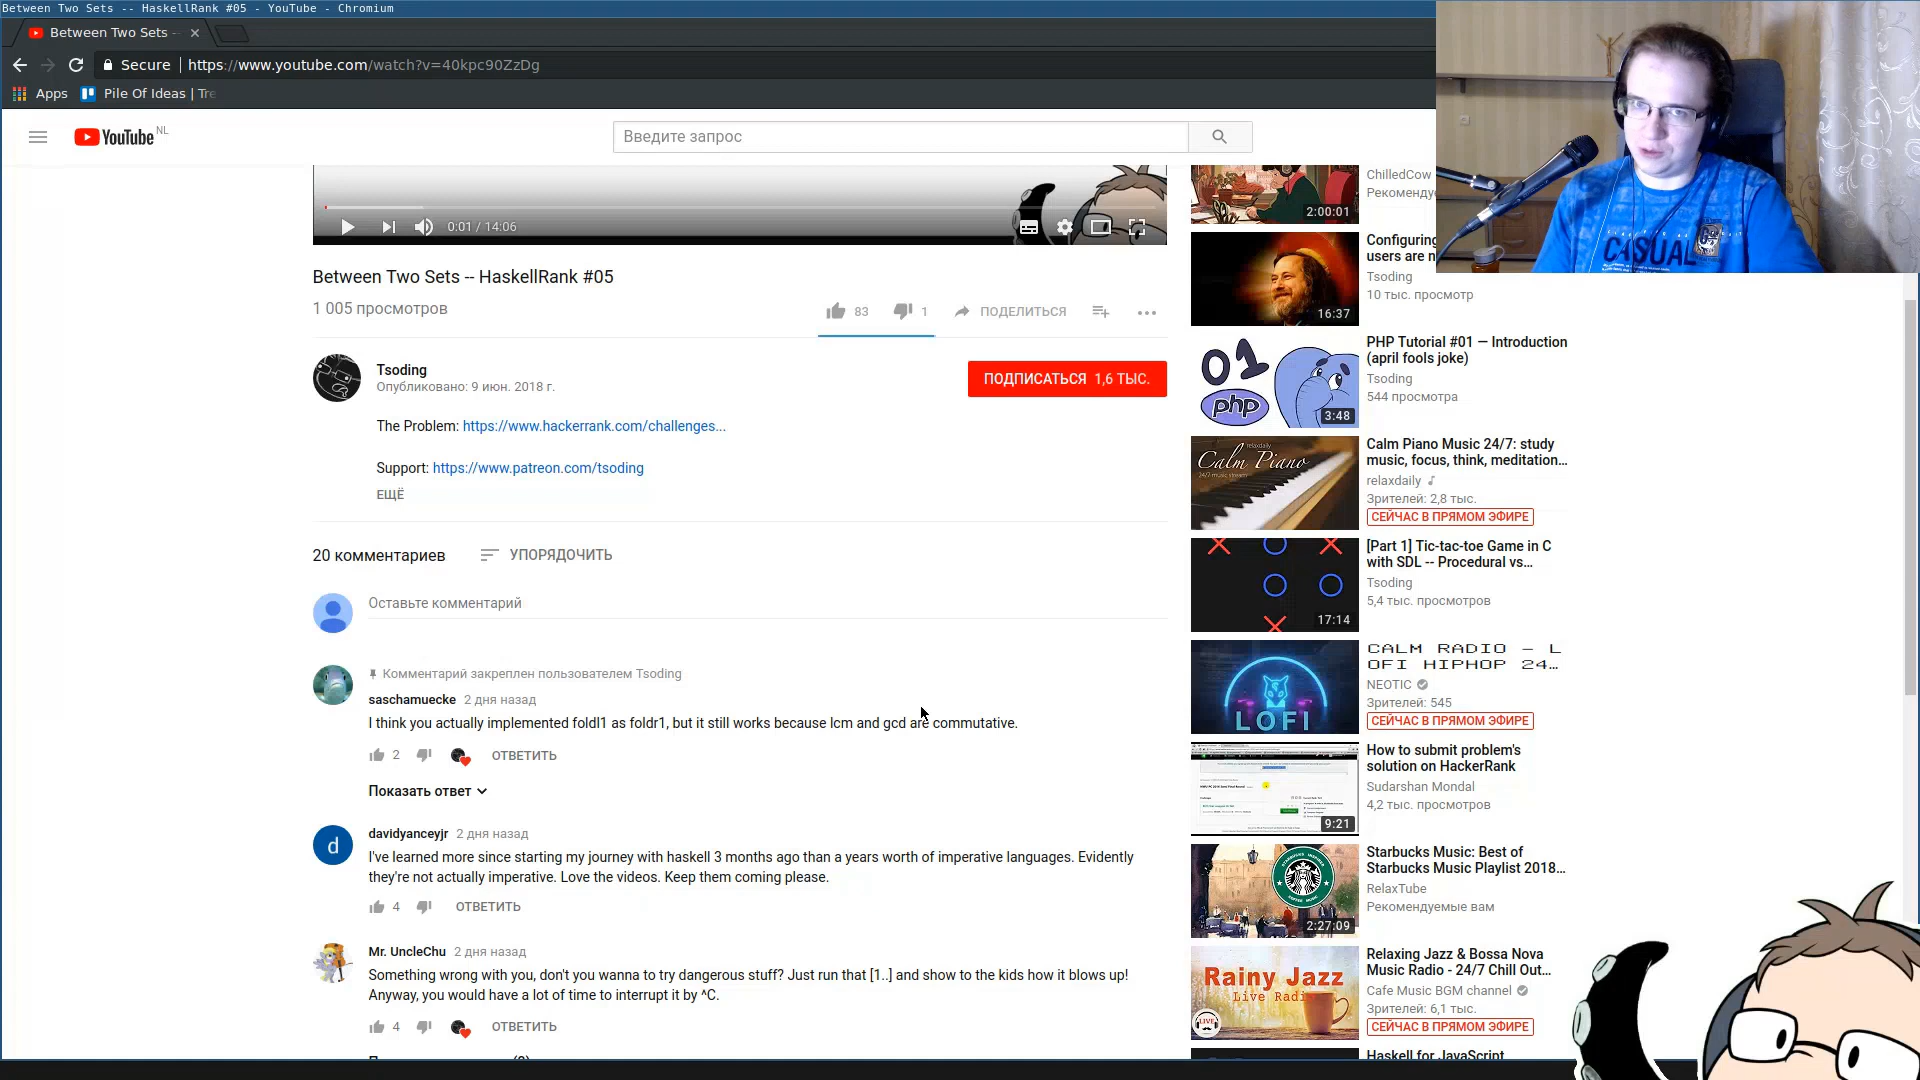 Between Two Sets -- HaskellRank #05 - YouTube - Chromium
Between Two Sets -
Secure | https://www.youtube.com/watch?v=40kpc90ZzDg
Apps
Pile Of Ideas | Tre
YouTube NL
Введите запрос
0:01 / 14:06
Between Two Sets -- HaskellRank #05
1 005 просмотров
83
1
ПОДЕЛИТЬСЯ
Tsoding
Опубликовано: 9 июн. 2018 г.
ПОДПИСАТЬСЯ 1,6 ТЫС.
The Problem: https://www.hackerrank.com/challenges...
Support: https://www.patreon.com/tsoding
ЕЩЁ
20 комментариев
УПОРЯДОЧИТЬ
Оставьте комментарий
Комментарий закреплен пользователем Tsoding
saschamuecke 2 дня назад
I think you actually implemented foldl1 as foldr1, but it still works because lcm and gcd are commutative.
2
ОТВЕТИТЬ
Показать ответ
d
davidyanceyjr 2 дня назад
I've learned more since starting my journey with haskell 3 months ago than a years worth of imperative languages. Evidently
they're not actually imperative. Love the videos. Keep them coming please.
4
ОТВЕТИТЬ
Mr. UncleChu 2 дня назад
Something wrong with you, don't you wanna to try dangerous stuff? Just run that [1..] and show to the kids how it blows up!
Anyway, you would have a lot of time to interrupt it by ^C.
4
ОТВЕТИТЬ
ChilledCow
Рекоменду
2:00:01
Configuring
users are n
Tsoding
10 тыс. просмотр
16:37
01
php
3:48
PHP Tutorial #01 — Introduction
(april fools joke)
Tsoding
544 просмотра
relaxdaily
Calm Piano
Calm Piano Music 24/7: study
music, focus, think, meditation...
relaxdaily
Зрителей: 2,8 тыс.
СЕЙЧАС В ПРЯМОМ ЭФИРЕ
17:14
[Part 1] Tic-tac-toe Game in C
with SDL -- Procedural vs...
Tsoding
5,4 тыс. просмотров
LOFI
CALM RADIO - L
OFI HIPHOP 24...
NEOTIC
Зрителей: 545
СЕЙЧАС В ПРЯМОМ ЭФИРЕ
9:21
How to submit problem's
solution on HackerRank
Sudarshan Mondal
4,2 тыс. просмотров
2:27:09
Starbucks Music: Best of
Starbucks Music Playlist 2018...
RelaxTube
Рекомендуемые вам
Rainy Jazz
Live Radi
LIVE
Relaxing Jazz & Bossa Nova
Music Radio - 24/7 Chill Out...
Cafe Music BGM channel
Зрителей: 6,1 тыс.
СЕЙЧАС В ПРЯМОМ ЭФИРЕ
Haskell for JavaScript
CASUAL